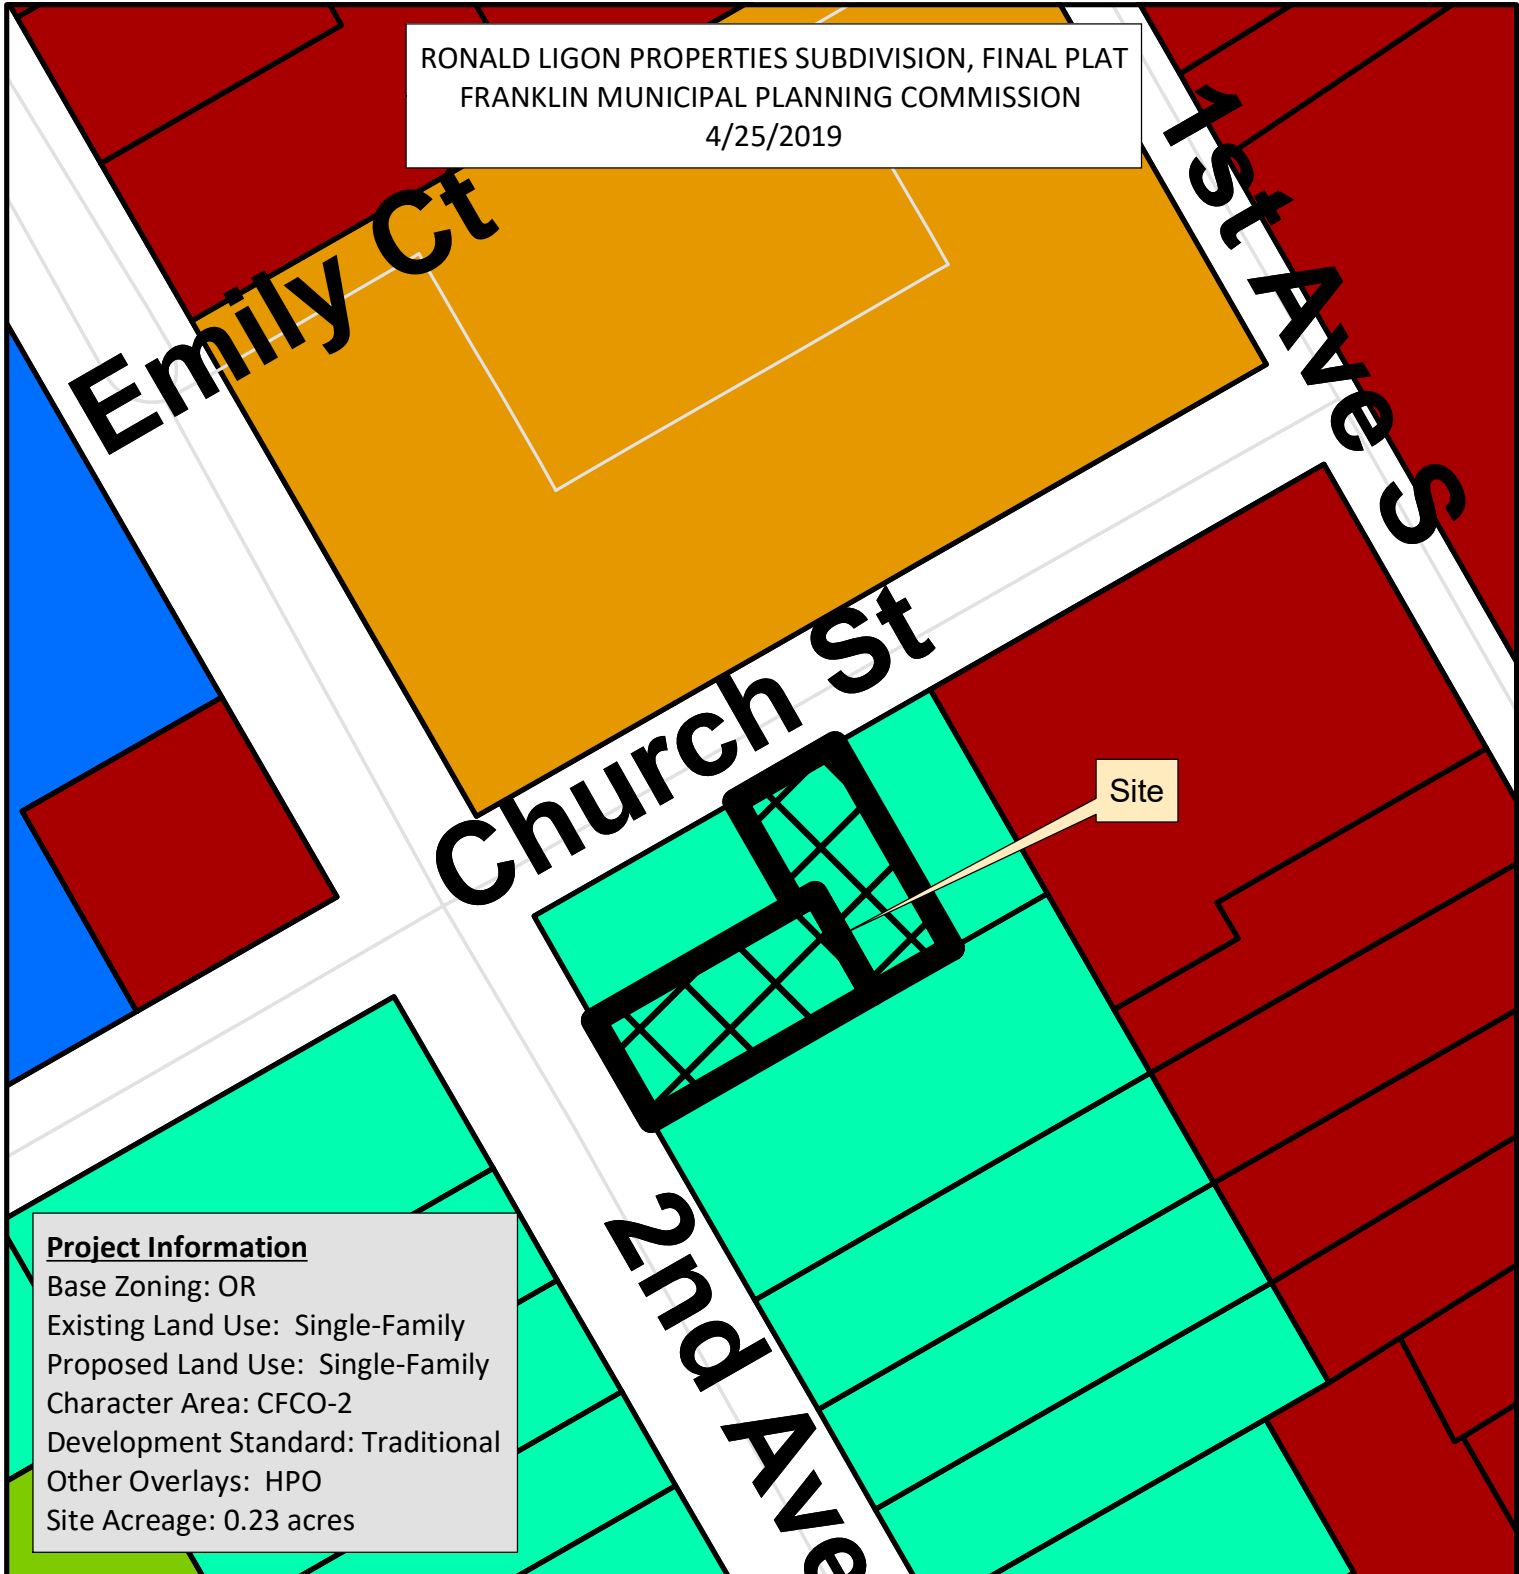 RONALD LIGON PROPERTIES SUBDIVISION, FINAL PLAT
FRANKLIN MUNICIPAL PLANNING COMMISSION
4/25/2019
1st Ave S
Emily Ct
Church St
Site
2nd Ave
Project Information
Base Zoning: OR
Existing Land Use: Single-Family
Proposed Land Use: Single-Family
Character Area: CFCO-2
Development Standard: Traditional
Other Overlays: HPO
Site Acreage: 0.23 acres